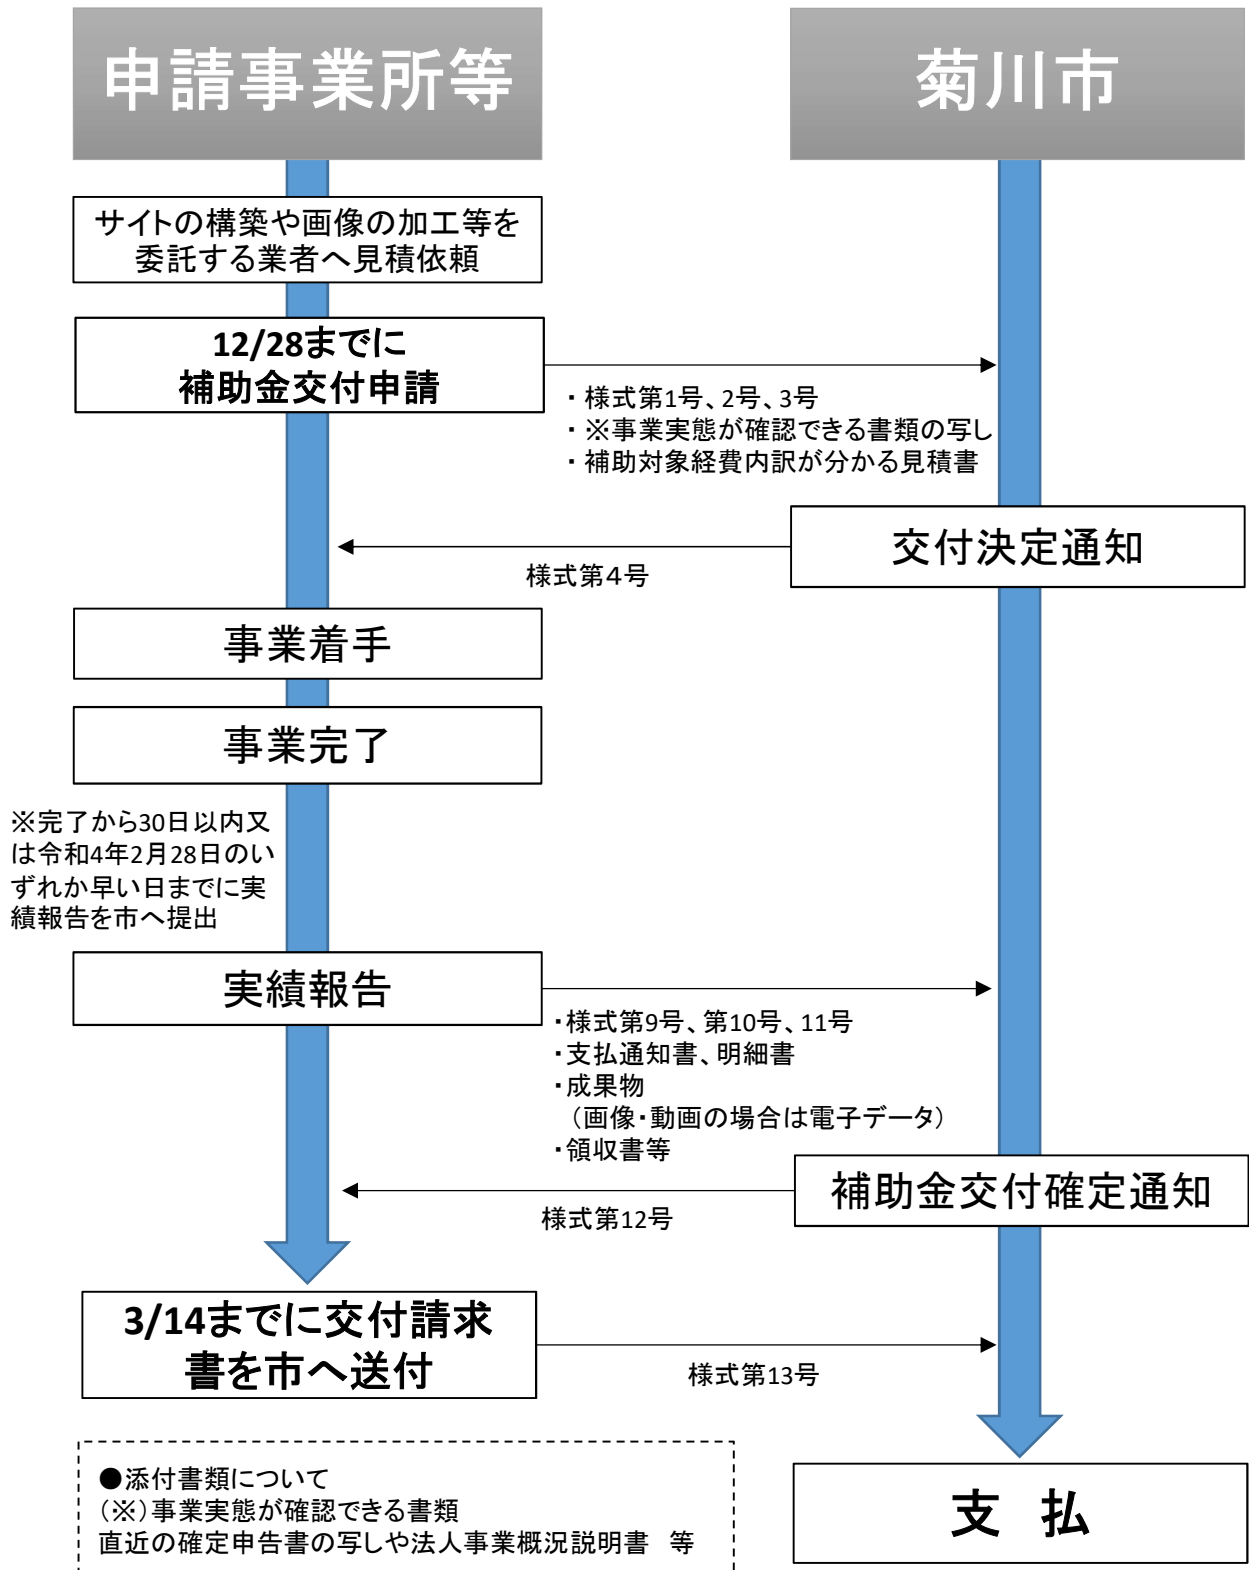 申請事業所等
菊川市
サイトの構築や画像の加工等を
委託する業者へ見積依頼
12/28までに
補助金交付申請
・様式第1号、2号、3号
・※事業実態が確認できる書類の写し
・補助対象経費内訳が分かる見積書
交付決定通知
様式第４号
事業着手
事業完了
※完了から30日以内又
は令和4年2月28日のい
ずれか早い日までに実
績報告を市へ提出
実績報告
・様式第9号、第10号、11号
・支払通知書、明細書
・成果物
（画像・動画の場合は電子データ）
・領収書等
補助金交付確定通知
様式第12号
3/14までに交付請求
書を市へ送付
様式第13号
●添付書類について
（※）事業実態が確認できる書類
直近の確定申告書の写しや法人事業概況説明書　等
支　払